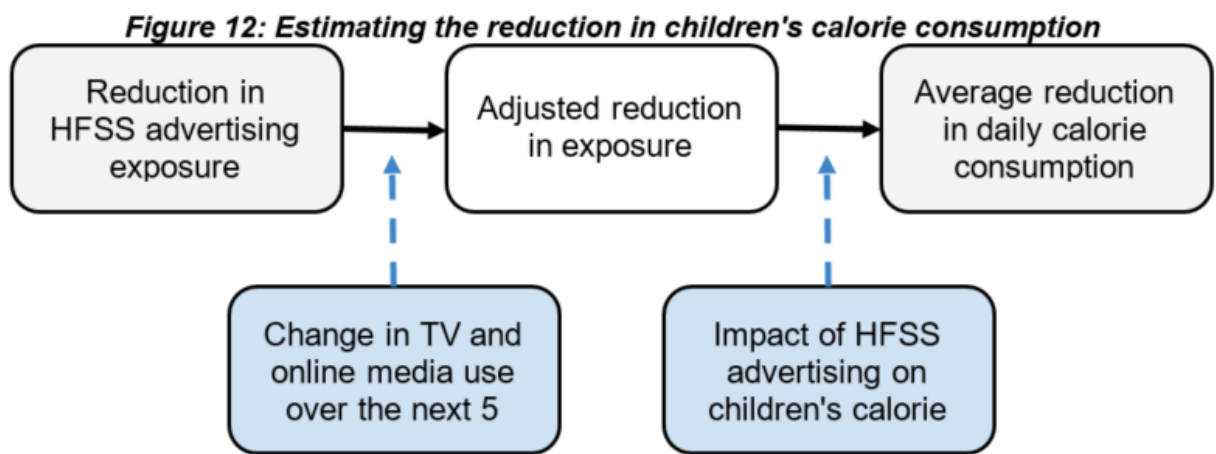 Figure 12: Estimating the reduction in children's calorie consumption
Reduction in
HFSS advertising
exposure
Adjusted reduction
in exposure
Average reduction
in daily calorie
consumption
Change in TV and
online media use
over the next 5
Impact of HFSS
advertising on
children's calorie